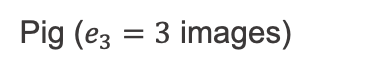 Pig (e₃ = 3 images)